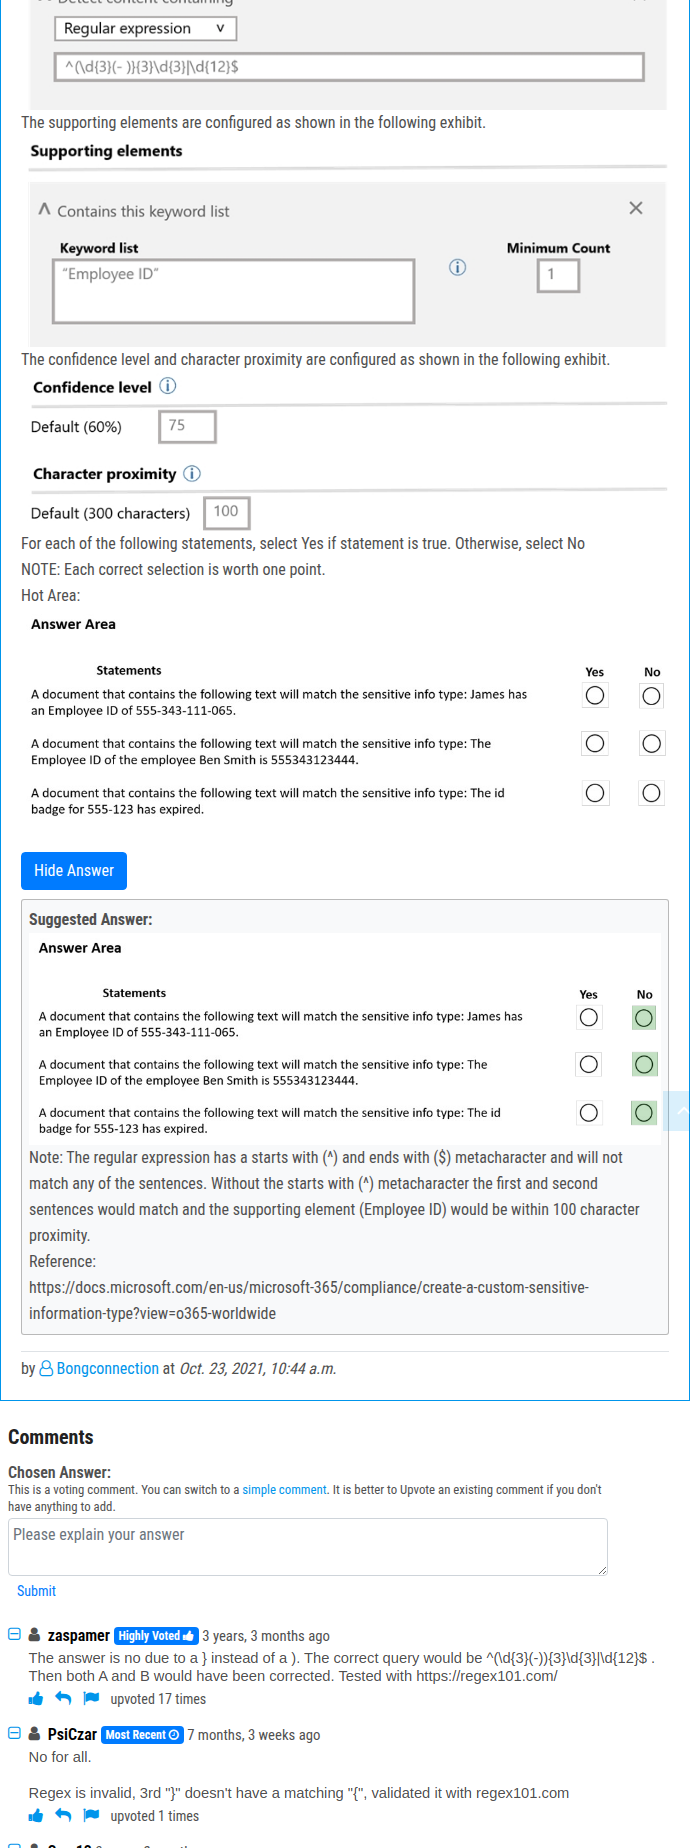 Detect content containing
Regular expression
^(\d{3}(- )}{3}\d{3}|\d{12}$
The supporting elements are configured as shown in the following exhibit.
Supporting elements
Contains this keyword list
Keyword list
Minimum Count
"Employee ID"
1
The confidence level and character proximity are configured as shown in the following exhibit.
Confidence level
Default (60%) 75
Character proximity
Default (300 characters) 100
For each of the following statements, select Yes if statement is true. Otherwise, select No
NOTE: Each correct selection is worth one point.
Hot Area:
Answer Area
Statements Yes No
A document that contains the following text will match the sensitive info type: James has
an Employee ID of 555-343-111-065.
A document that contains the following text will match the sensitive info type: The
Employee ID of the employee Ben Smith is 555343123444.
A document that contains the following text will match the sensitive info type: The id
badge for 555-123 has expired.
Hide Answer
Suggested Answer:
Answer Area
Statements Yes No
A document that contains the following text will match the sensitive info type: James has
an Employee ID of 555-343-111-065.
A document that contains the following text will match the sensitive info type: The
Employee ID of the employee Ben Smith is 555343123444.
A document that contains the following text will match the sensitive info type: The id
badge for 555-123 has expired.
Note: The regular expression has a starts with (^) and ends with ($) metacharacter and will not
match any of the sentences. Without the starts with (^) metacharacter the first and second
sentences would match and the supporting element (Employee ID) would be within 100 character
proximity.
Reference:
https://docs.microsoft.com/en-us/microsoft-365/compliance/create-a-custom-sensitive-
information-type?view=o365-worldwide
by Bongconnection at Oct. 23, 2021, 10:44 a.m.
Comments
Chosen Answer:
This is a voting comment. You can switch to a simple comment. It is better to Upvote an existing comment if you don't
have anything to add.
Please explain your answer
Submit
zaspamer Highly Voted 3 years, 3 months ago
The answer is no due to a } instead of a ). The correct query would be ^(\d{3}(-)){3}\d{3}|\d{12}$ .
Then both A and B would have been corrected. Tested with https://regex101.com/
upvoted 17 times
PsiCzar Most Recent 7 months, 3 weeks ago
No for all.
Regex is invalid, 3rd "}" doesn't have a matching "{", validated it with regex101.com
upvoted 1 times